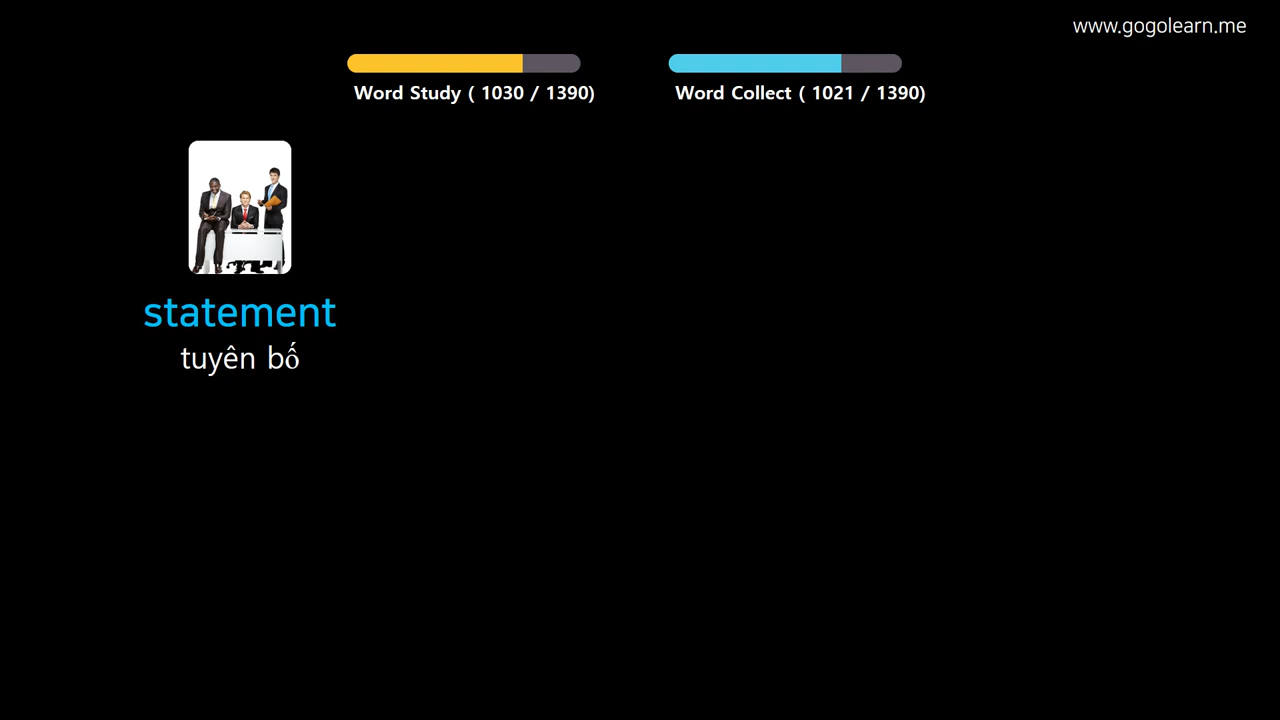 www.gogolearn.me
Word Study ( 1030 / 1390)
Word Collect ( 1021 / 1390)
statement
tuyên bố